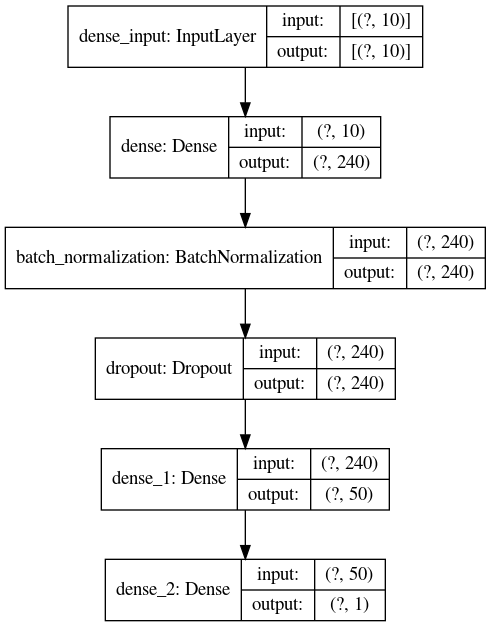 dense_input: InputLayer
input: [(?, 10)]
output: [(?, 10)]
dense: Dense
input: (?, 10)
output: (?, 240)
batch_normalization: BatchNormalization
input: (?, 240)
output: (?, 240)
dropout: Dropout
input: (?, 240)
output: (?, 240)
dense_1: Dense
input: (?, 240)
output: (?, 50)
dense_2: Dense
input: (?, 50)
output: (?, 1)